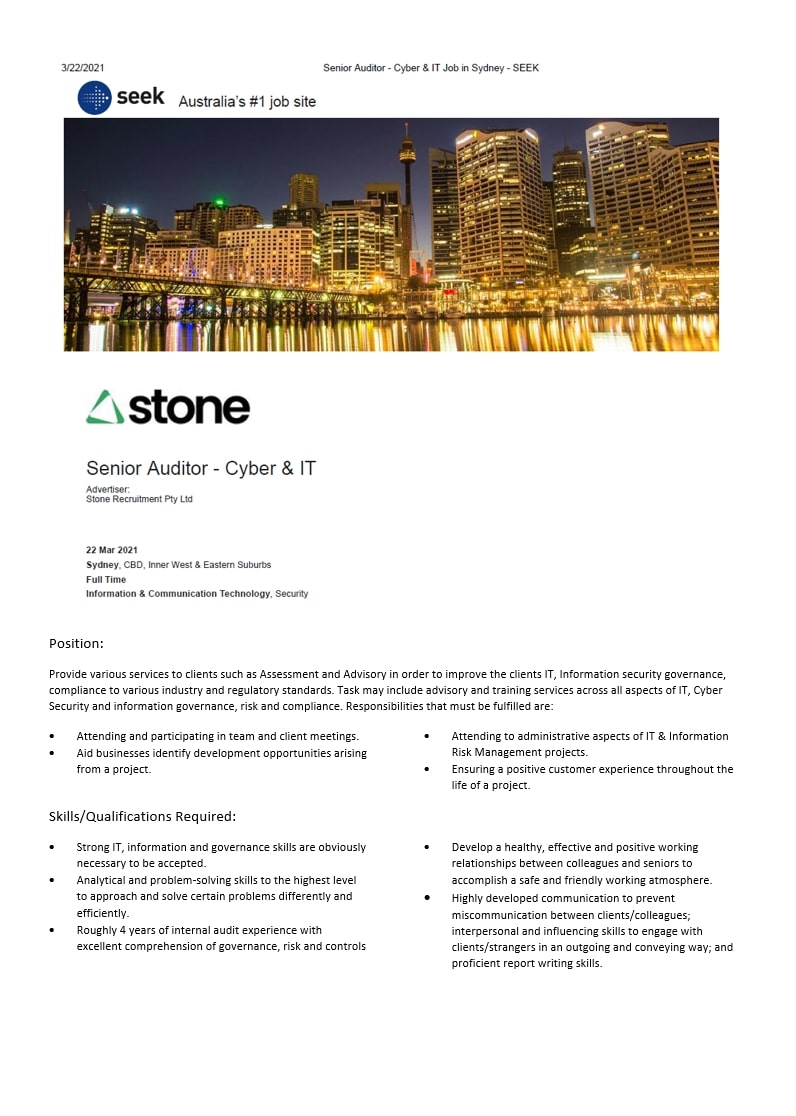 3/22/2021 Senior Auditor - Cyber & IT Job in Sydney - SEEK
seek Australia's #1 job site
stone
Senior Auditor - Cyber & IT
Advertiser:
Stone Recruitment Pty Ltd
22 Mar 2021
Sydney, CBD, Inner West & Eastern Suburbs
Full Time
Information & Communication Technology, Security
Position:
Provide various services to clients such as Assessment and Advisory in order to improve the clients IT, Information security governance,
compliance to various industry and regulatory standards. Task may include advisory and training services across all aspects of IT, Cyber
Security and information governance, risk and compliance. Responsibilities that must be fulfilled are:
• Attending and participating in team and client meetings.
• Aid businesses identify development opportunities arising
from a project.
• Attending to administrative aspects of IT & Information
Risk Management projects.
• Ensuring a positive customer experience throughout the
life of a project.
Skills/Qualifications Required:
• Strong IT, information and governance skills are obviously
necessary to be accepted.
• Analytical and problem-solving skills to the highest level
to approach and solve certain problems differently and
efficiently.
• Roughly 4 years of internal audit experience with
excellent comprehension of governance, risk and controls
• Develop a healthy, effective and positive working
relationships between colleagues and seniors to
accomplish a safe and friendly working atmosphere.
• Highly developed communication to prevent
miscommunication between clients/colleagues;
interpersonal and influencing skills to engage with
clients/strangers in an outgoing and conveying way; and
proficient report writing skills.